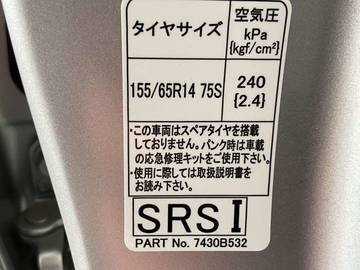 タイヤサイズ
空気圧
kPa
{kgf/cm²}
155/65R14 75S
240
{2.4}
・この車両はスペアタイヤを搭載
しておりません。パンク時は車載
の応急修理キットをご使用下さい。
・使用に際しては取扱説明書を
お読み下さい。
SRS I
PART No. 7430B532